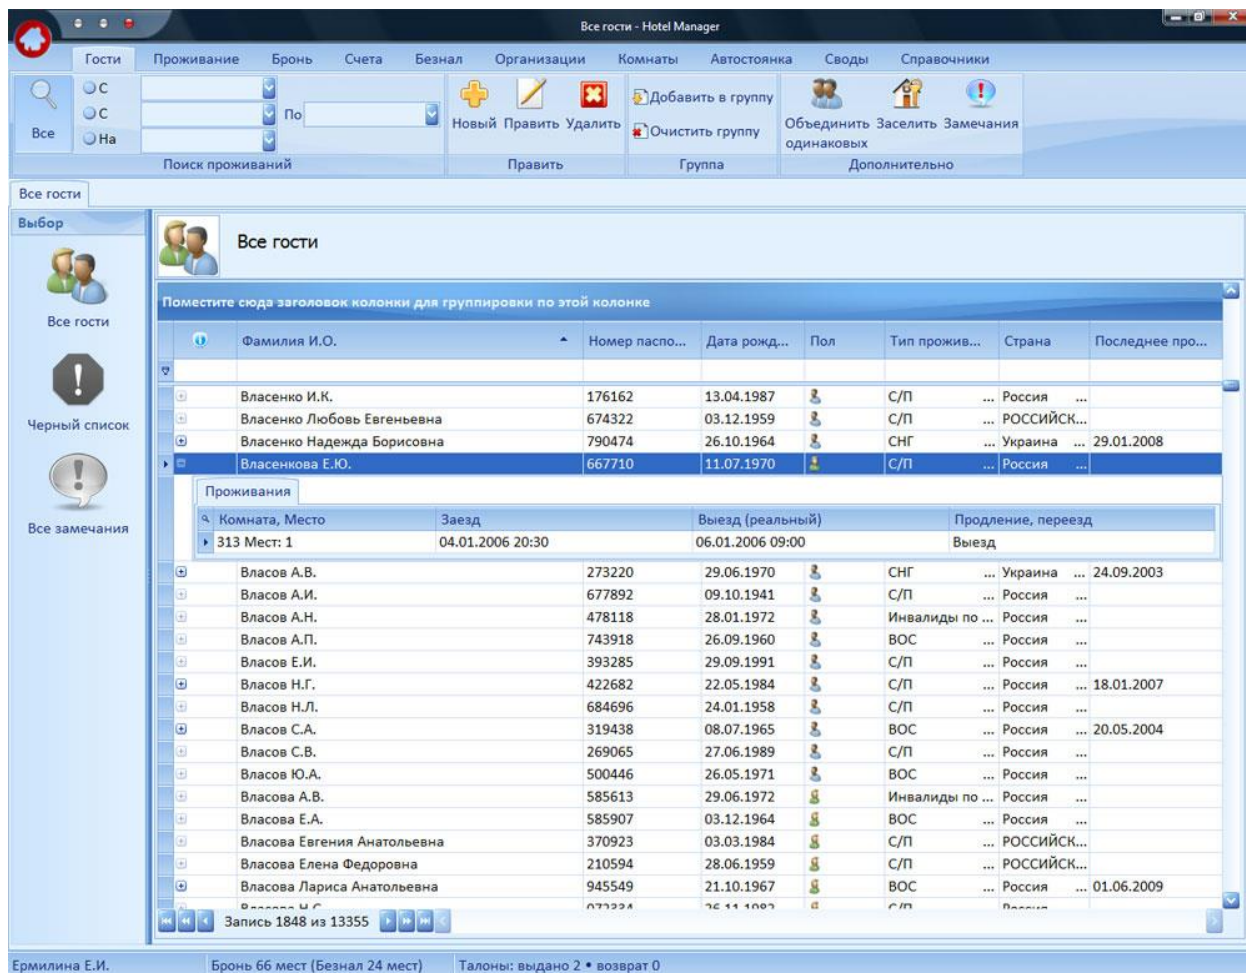 Все гости - Hotel Manager
Гости Проживание Бронь Счета Безнал Организации Комнаты Автостоянка Своды Справочники
Все
С
С По
На
Новый Править Удалить
Добавить в группу
Очистить группу
Объединить одинаковых Заселить Замечания
Поиск проживаний Править Группа Дополнительно
Все гости
Выбор
Все гости
Черный список
Все замечания
Все гости
Поместите сюда заголовок колонки для группировки по этой колонке
Фамилия И.О. Номер паспо... Дата рожд... Пол Тип прожив... Страна Последнее про...
Власенко И.К. 176162 13.04.1987 С/П ... Россия ...
Власенко Любовь Евгеньевна 674322 03.12.1959 С/П ... РОССИЙСК...
Власенко Надежда Борисовна 790474 26.10.1964 СНГ ... Украина ... 29.01.2008
Власенкова Е.Ю. 667710 11.07.1970 С/П ... Россия ...
Проживания
Комната, Место Заезд Выезд (реальный) Продление, переезд
313 Мест: 1 04.01.2006 20:30 06.01.2006 09:00 Выезд
Власов А.В. 273220 29.06.1970 СНГ ... Украина ... 24.09.2003
Власов А.И. 677892 09.10.1941 С/П ... Россия ...
Власов А.Н. 478118 28.01.1972 Инвалиды по ... Россия ...
Власов А.П. 743918 26.09.1960 ВОС ... Россия ...
Власов Е.И. 393285 29.09.1991 С/П ... Россия ...
Власов Н.Г. 422682 22.05.1984 С/П ... Россия ... 18.01.2007
Власов Н.Л. 684696 24.01.1958 С/П ... Россия ...
Власов С.А. 319438 08.07.1965 ВОС ... Россия ... 20.05.2004
Власов С.В. 269065 27.06.1989 С/П ... Россия ...
Власов Ю.А. 500446 26.05.1971 ВОС ... Россия ...
Власова А.В. 585613 29.06.1972 Инвалиды по ... Россия ...
Власова Е.А. 585907 03.12.1964 ВОС ... Россия ...
Власова Евгения Анатольевна 370923 03.03.1984 С/П ... РОССИЙСК...
Власова Елена Федоровна 210594 28.06.1959 С/П ... РОССИЙСК...
Власова Лариса Анатольевна 945549 21.10.1967 ВОС ... Россия ... 01.06.2009
Запись 1848 из 13355
Ермилина Е.И. Бронь 66 мест (Безнал 24 мест) Талоны: выдано 2 • возврат 0